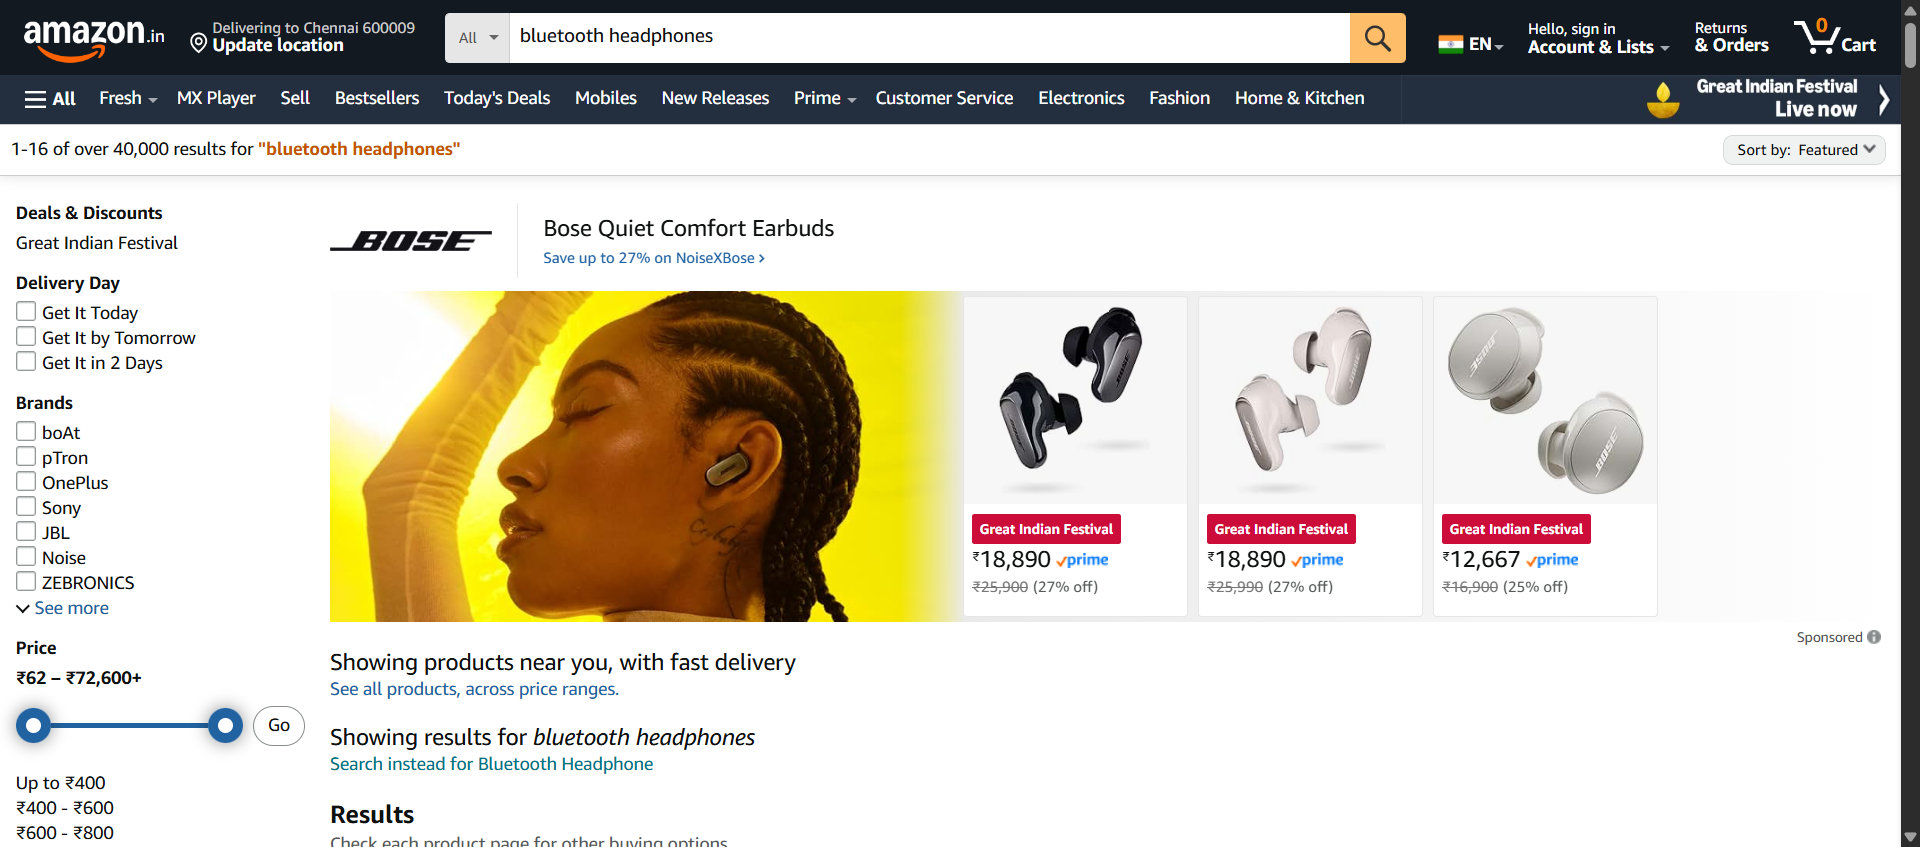 amazon.in
Delivering to Chennai 600009
Update location
All
bluetooth headphones
EN
Hello, sign in
Account & Lists
Returns
& Orders
0
Cart
All
Fresh
MX Player
Sell
Bestsellers
Today's Deals
Mobiles
New Releases
Prime
Customer Service
Electronics
Fashion
Home & Kitchen
Great Indian Festival
Live now
1-16 of over 40,000 results for "bluetooth headphones"
Sort by: Featured
Deals & Discounts
Great Indian Festival
Delivery Day
Get It Today
Get It by Tomorrow
Get It in 2 Days
Brands
boAt
pTron
OnePlus
Sony
JBL
Noise
ZEBRONICS
See more
Price
₹62 – ₹72,600+
Go
Up to ₹400
₹400 - ₹600
₹600 - ₹800
BOSE
Bose Quiet Comfort Earbuds
Save up to 27% on NoiseXBose ›
BOSE
BOSE
BOSE
BOSE
BOSE
BOSE
Great Indian Festival
₹18,890 prime
₹25,900 (27% off)
Great Indian Festival
₹18,890 prime
₹25,990 (27% off)
Great Indian Festival
₹12,667 prime
₹16,900 (25% off)
Sponsored
Showing products near you, with fast delivery
See all products, across price ranges.
Showing results for bluetooth headphones
Search instead for Bluetooth Headphone
Results
Check each product page for other buying options.